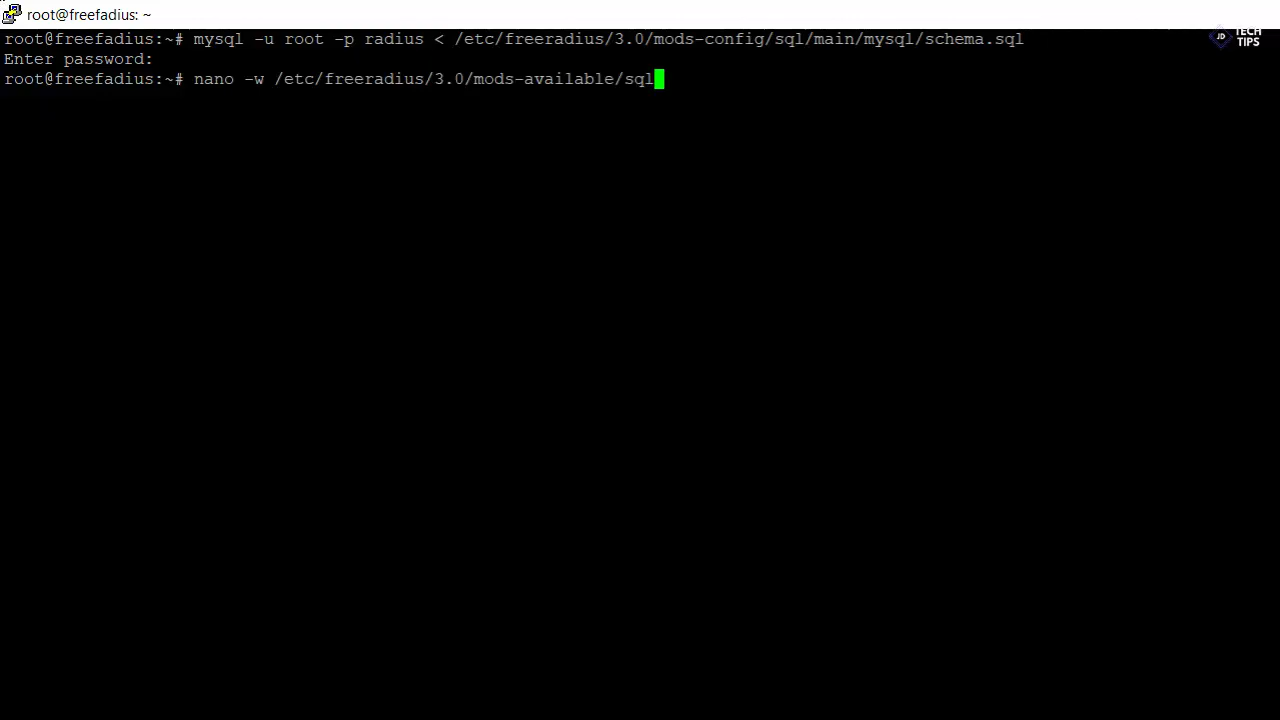 root@freefadius: ~
root@freefadius:~# mysql -u root -p radius < /etc/freeradius/3.0/mods-config/sql/main/mysql/schema.sql
Enter password:
root@freefadius:~# nano -w /etc/freeradius/3.0/mods-available/sql
JD
TECH
TIPS